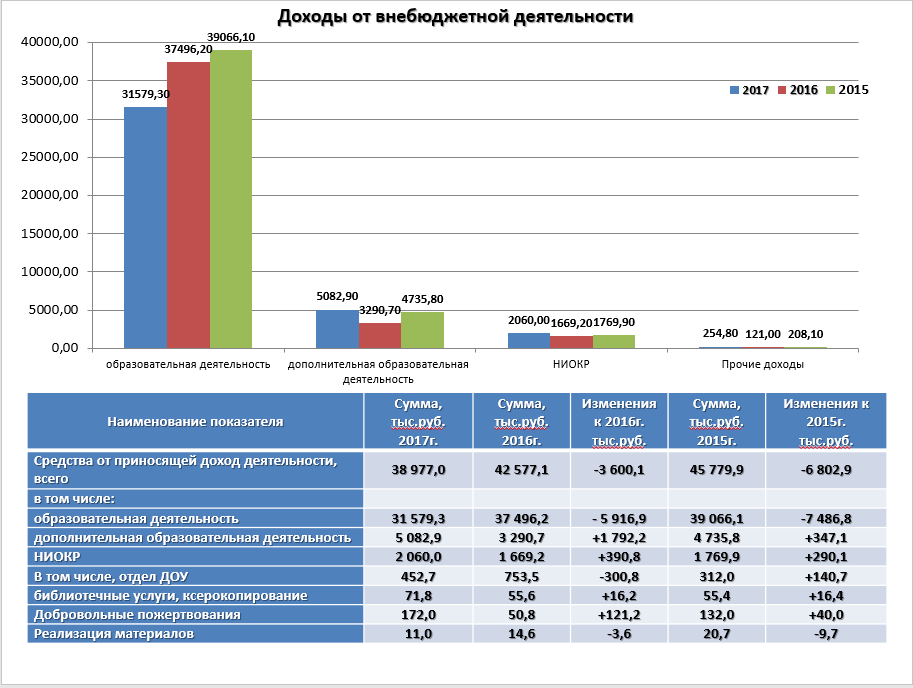 Доходы от внебюджетной деятельности
40000,00
35000,00
30000,00
25000,00
20000,00
15000,00
10000,00
5000,00
0,00
31579,30 37496,20 39066,10
5082,90 3290,70 4735,80
2060,00 1669,20 1769,90
254,80 121,00 208,10
2017 2016 2015
образовательная деятельность
дополнительная образовательная
деятельность
НИОКР
Прочие доходы
Наименование показателя
Сумма,
тыс.руб.
2017г.
Сумма,
тыс.руб.
2016г.
Изменения
к 2016г.
тыс.руб.
Сумма,
тыс.руб.
2015г.
Изменения к
2015г.
тыс.руб.
Средства от приносящей доход деятельности,
всего
38 977,0 42 577,1 -3 600,1 45 779,9 -6 802,9
в том числе:
образовательная деятельность 31 579,3 37 496,2 - 5 916,9 39 066,1 -7 486,8
дополнительная образовательная деятельность 5 082,9 3 290,7 +1 792,2 4 735,8 +347,1
НИОКР 2 060,0 1 669,2 +390,8 1 769,9 +290,1
В том числе, отдел ДОУ 452,7 753,5 -300,8 312,0 +140,7
библиотечные услуги, ксерокопирование 71,8 55,6 +16,2 55,4 +16,4
Добровольные пожертвования 172,0 50,8 +121,2 132,0 +40,0
Реализация материалов 11,0 14,6 -3,6 20,7 -9,7